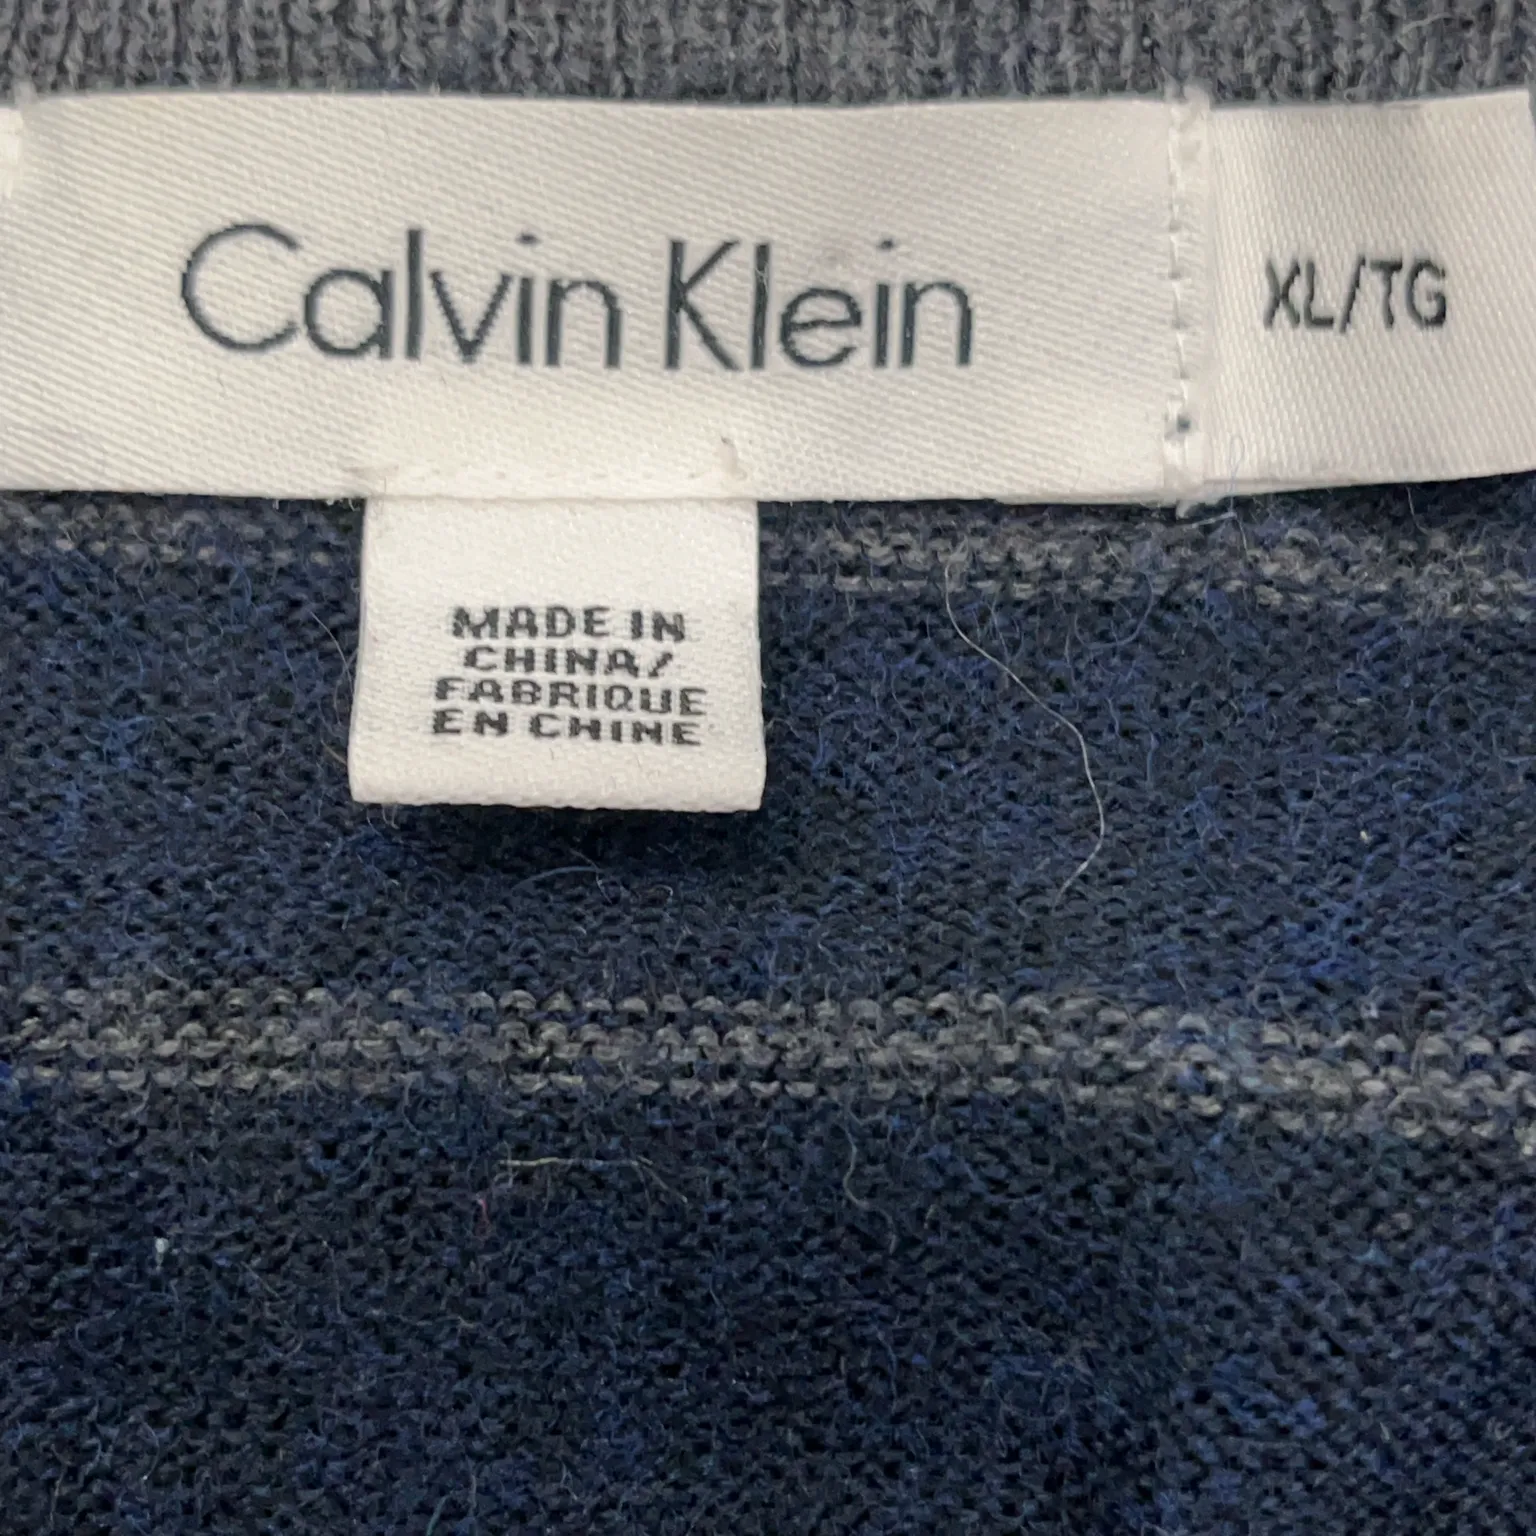 Calvin Klein
XL/TG
MADE IN
CHINA/
FABRIQUE
EN CHINE